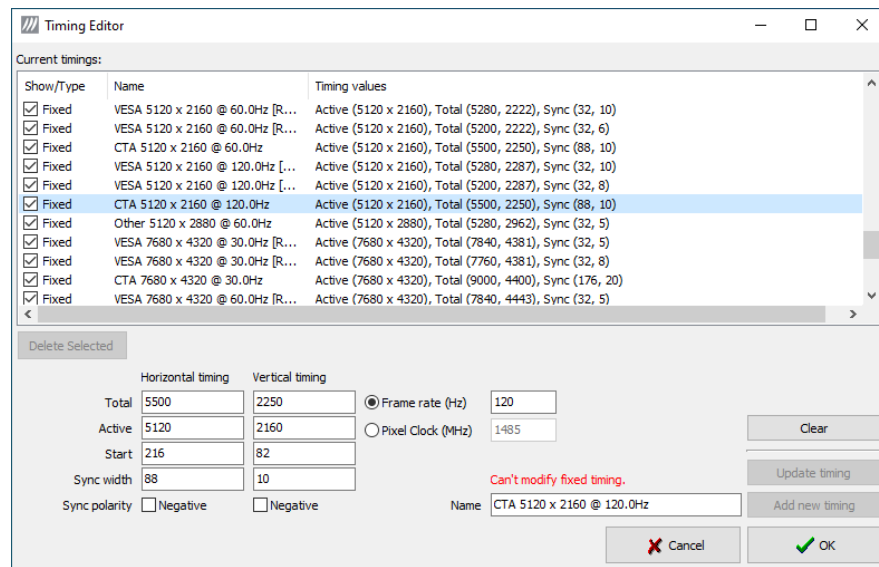 Timing Editor
Current timings:
Show/Type Name Timing values
Fixed VESA 5120 x 2160 @ 60.0Hz [R... Active (5120 x 2160), Total (5280, 2222), Sync (32, 10)
Fixed VESA 5120 x 2160 @ 60.0Hz [R... Active (5120 x 2160), Total (5200, 2222), Sync (32, 6)
Fixed CTA 5120 x 2160 @ 60.0Hz Active (5120 x 2160), Total (5500, 2250), Sync (88, 10)
Fixed VESA 5120 x 2160 @ 120.0Hz [... Active (5120 x 2160), Total (5280, 2287), Sync (32, 10)
Fixed VESA 5120 x 2160 @ 120.0Hz [... Active (5120 x 2160), Total (5200, 2287), Sync (32, 8)
Fixed CTA 5120 x 2160 @ 120.0Hz Active (5120 x 2160), Total (5500, 2250), Sync (88, 10)
Fixed Other 5120 x 2880 @ 60.0Hz Active (5120 x 2880), Total (5280, 2962), Sync (32, 5)
Fixed VESA 7680 x 4320 @ 30.0Hz [R... Active (7680 x 4320), Total (7840, 4381), Sync (32, 5)
Fixed VESA 7680 x 4320 @ 30.0Hz [R... Active (7680 x 4320), Total (7760, 4381), Sync (32, 8)
Fixed CTA 7680 x 4320 @ 30.0Hz Active (7680 x 4320), Total (9000, 4400), Sync (176, 20)
Fixed VESA 7680 x 4320 @ 60.0Hz [R... Active (7680 x 4320), Total (7840, 4443), Sync (32, 5)
Delete Selected
Horizontal timing Vertical timing
Total 5500 2250 Frame rate (Hz) 120
Active 5120 2160 Pixel Clock (MHz) 1485 Clear
Start 216 82
Sync width 88 10 Can't modify fixed timing. Update timing
Sync polarity Negative Negative Name CTA 5120 x 2160 @ 120.0Hz Add new timing
Cancel OK